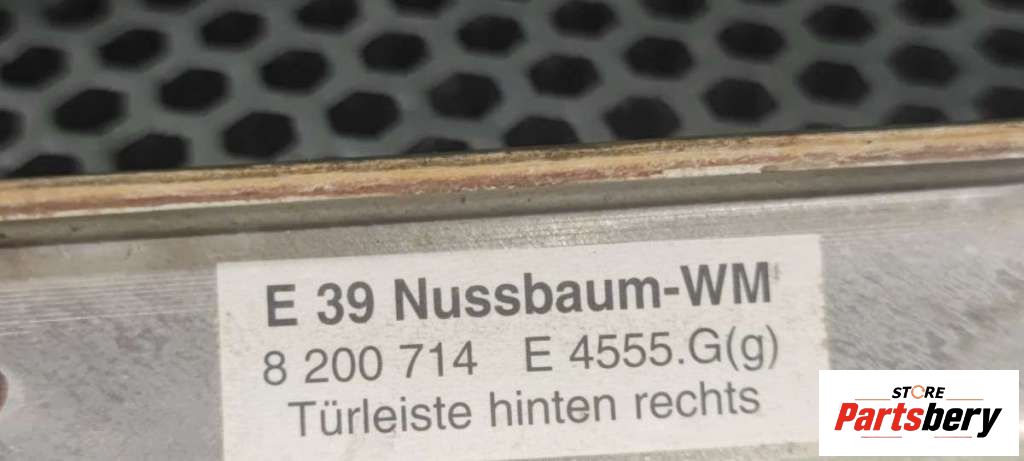 E 39 Nussbaum-WM
8 200 714 E 4555.G(g)
Türleiste hinten rechts
STORE
Partsbery